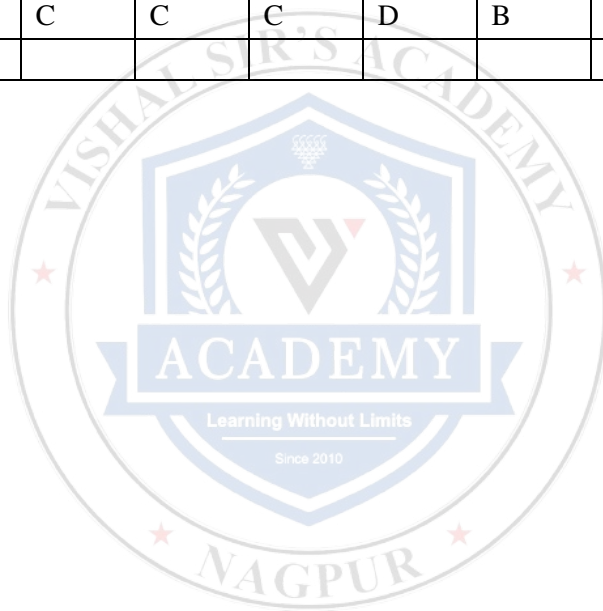 C C C D B
VISHAL SIR'S ACADEMY
ACADEMY
Learning Without Limits
Since 2010
NAGPUR